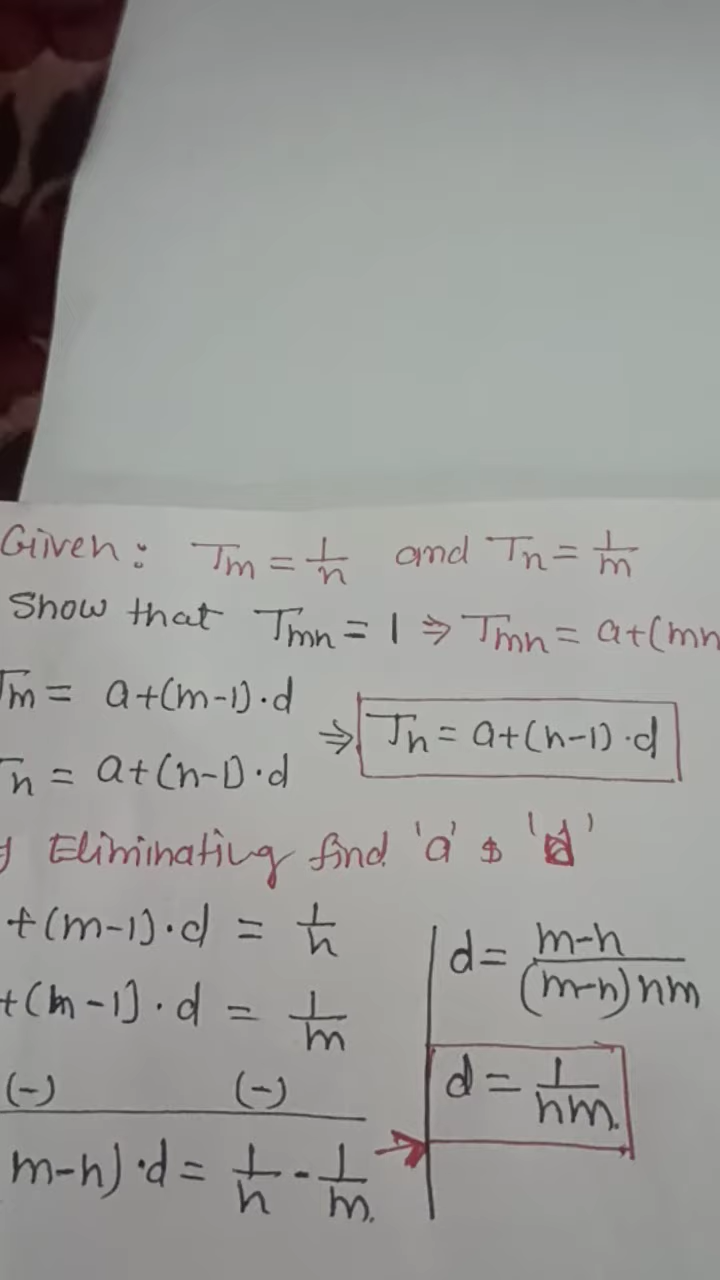 Given: Tm = 1/n and Tn = 1/m
Show that Tmn = 1 ⇒ Tmn = a+(mn
Tm = a+(m-1)·d
⇒ Tn = a+(n-1)·d
Tn = a+(n-1)·d
Eliminating find 'a' & 'd'
+(m-1)·d = 1/n
+(n-1)·d = 1/m
(-) (-)
m-n)·d = 1/n - 1/m.
d = m-n/(m-n)nm
d = 1/nm.